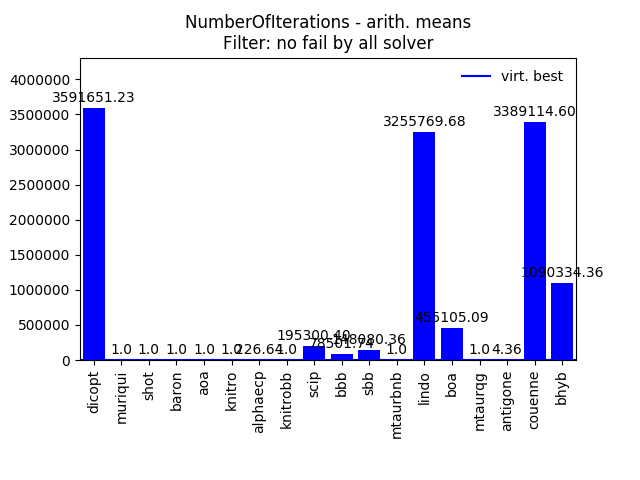 NumberOfIterations - arith. means
Filter: no fail by all solver
virt. best
4000000
3500000
3000000
2500000
2000000
1500000
1000000
500000
0
3591651.23
1.0
1.0
1.0
1.0
1.0
226.64
1.0
195300.40
1.0
3255769.68
455105.09
1.0
4.36
3389114.60
1090334.36
dicopt
muriqui
shot
baron
aoa
knitro
alphaecp
knitrobb
scip
bbb
sbb
mtaurbnb
lindo
boa
mtaurqg
antigone
couenne
bhyb